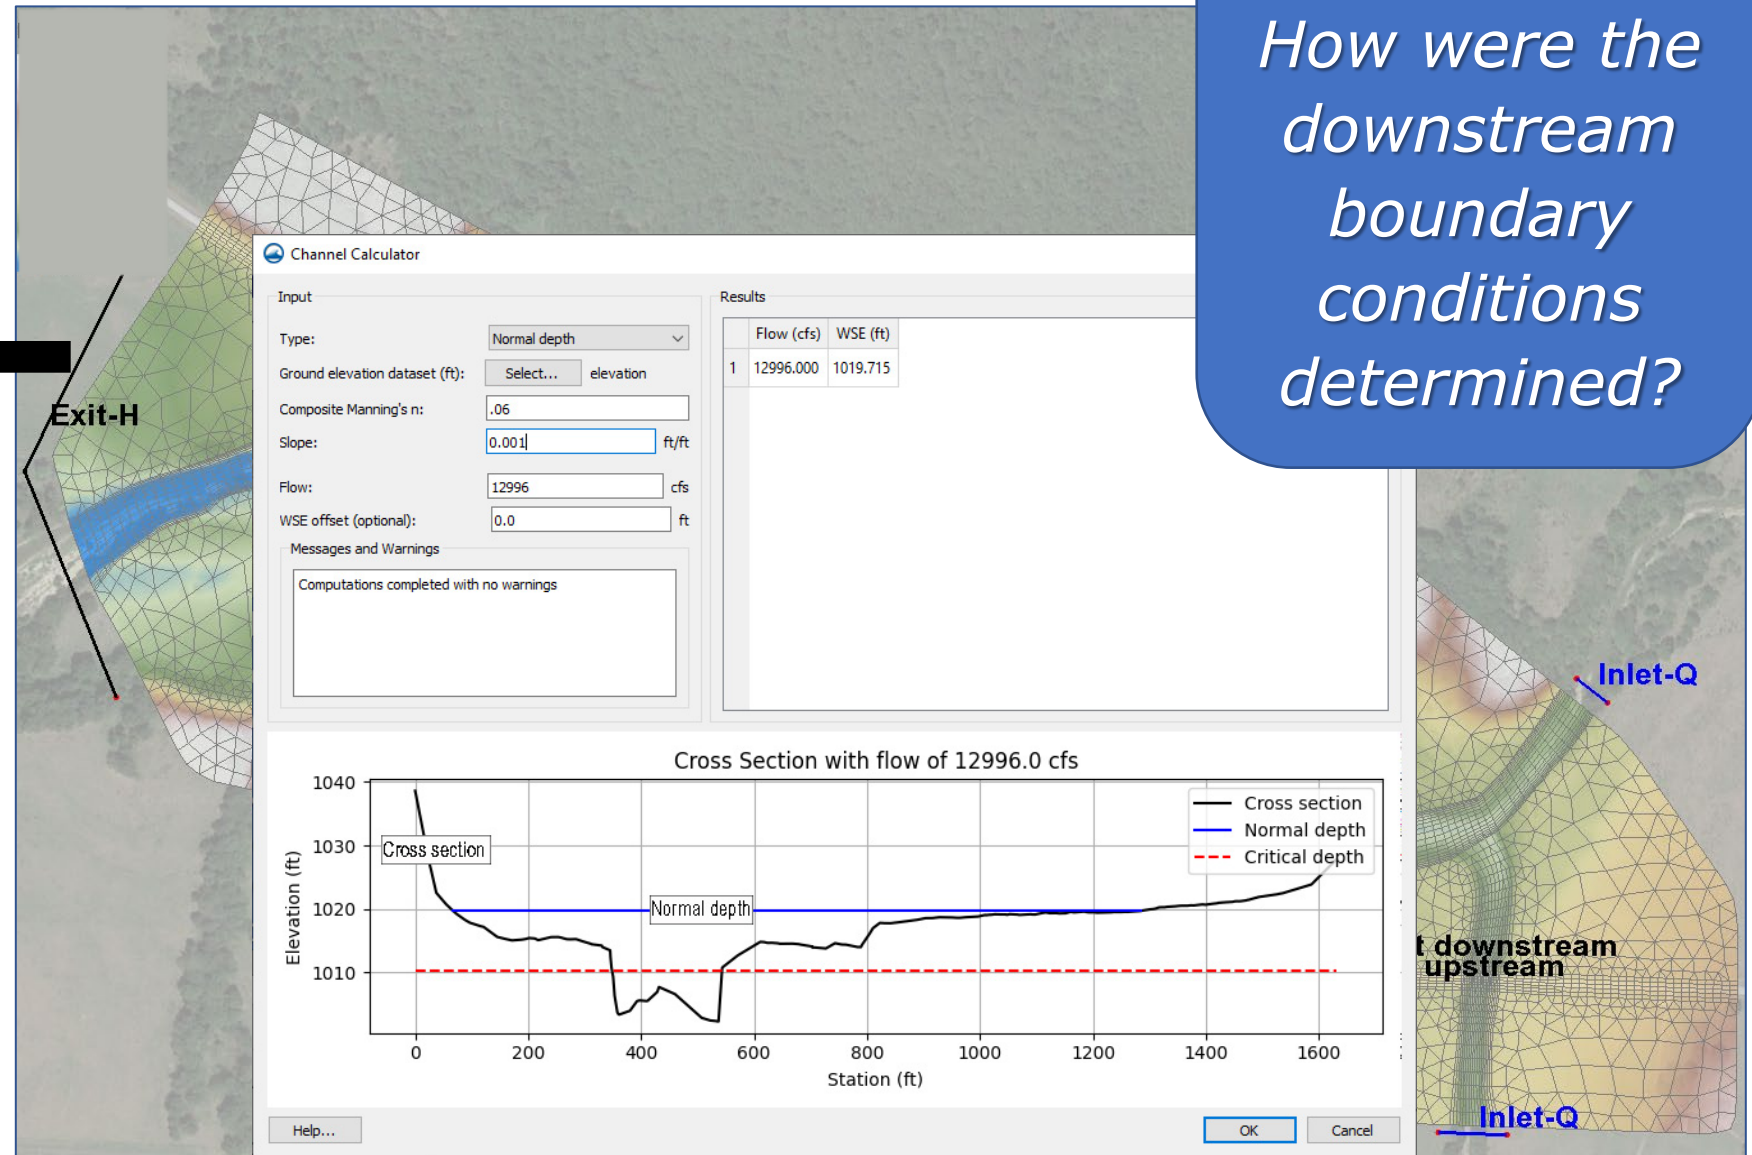 How were the
downstream
boundary
conditions
determined?
Channel Calculator
Input
Type:
Normal depth
Ground elevation dataset (ft):
Select...
elevation
Composite Manning's n:
.06
Slope:
0.001
ft/ft
Flow:
12996
cfs
WSE offset (optional):
0.0
ft
Messages and Warnings
Computations completed with no warnings
Results
Flow (cfs) WSE (ft)
1 12996.000 1019.715
Exit-H
Inlet-Q
downstream
upstream
Inlet-Q
Cross Section with flow of 12996.0 cfs
Elevation (ft)
1040
1030
1020
1010
Cross section
Normal depth
Cross section
Normal depth
Critical depth
0 200 400 600 800 1000 1200 1400 1600
Station (ft)
Help...
OK
Cancel